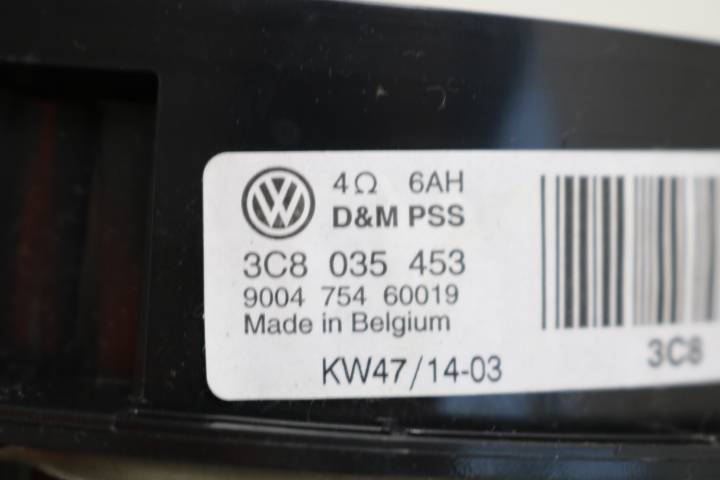 4Ω 6AH
D&M PSS
3C8 035 453
9004 754 60019
Made in Belgium
KW47/14-03
3C8